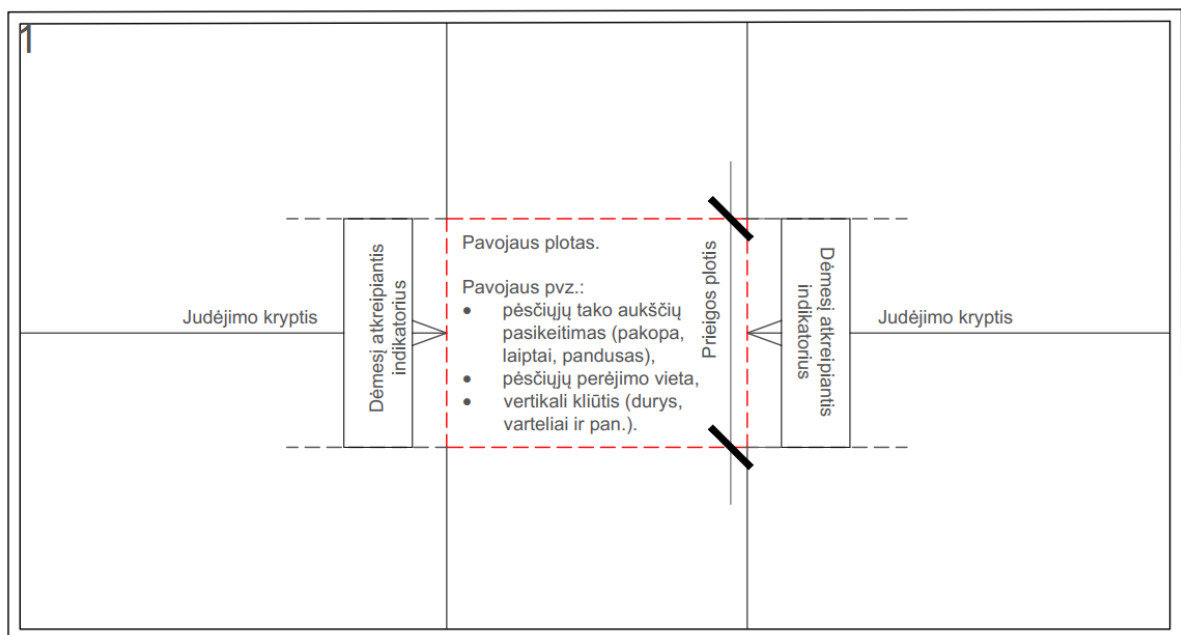 1
Pavojaus plotas.
Pavojaus pvz.:
• pėsčiųjų tako aukščių
pasikeitimas (pakopa,
laiptai, pandusas),
• pėsčiųjų perėjimo vieta,
• vertikali kliūtis (durys,
varteliai ir pan.).
Prieigos plotis
Judėjimo kryptis
Dėmesį atkreipiantis
indikatorius
Dėmesį atkreipiantis
indikatorius
Judėjimo kryptis